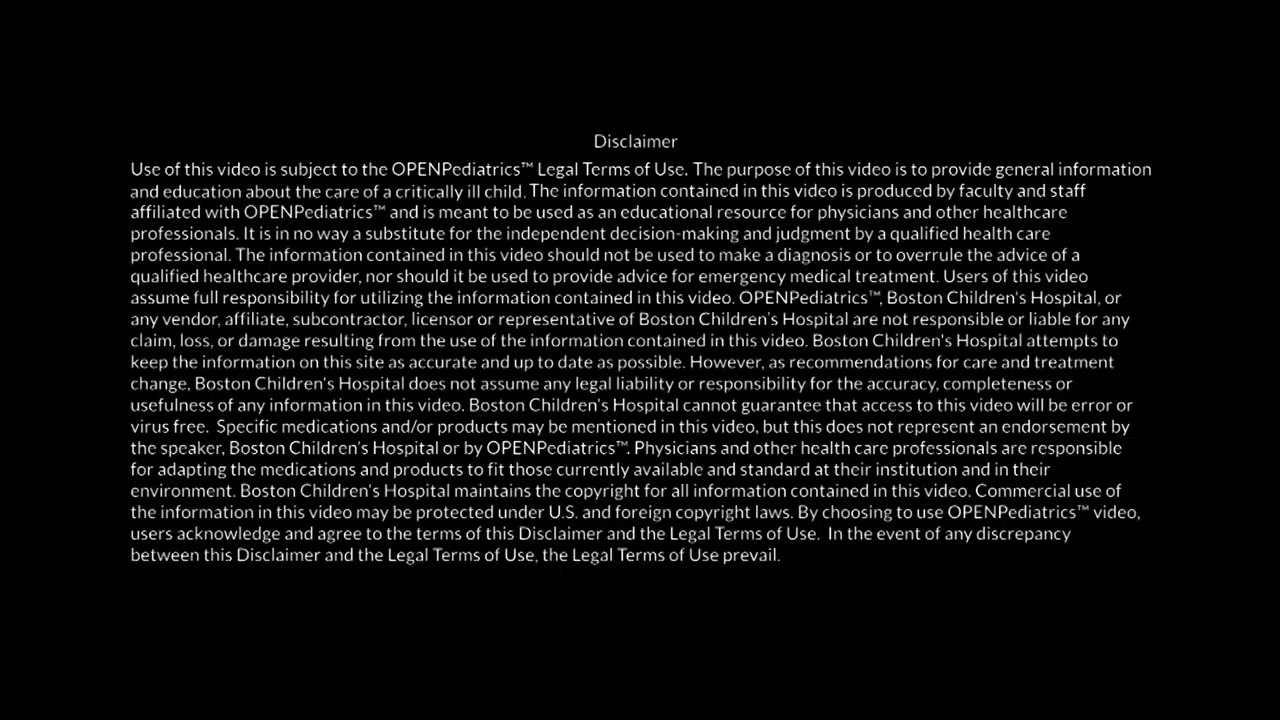 Disclaimer
Use of this video is subject to the OPENPediatrics™ Legal Terms of Use. The purpose of this video is to provide general information
and education about the care of a critically ill child. The information contained in this video is produced by faculty and staff
affiliated with OPENPediatrics™ and is meant to be used as an educational resource for physicians and other healthcare
professionals. It is in no way a substitute for the independent decision-making and judgment by a qualified health care
professional. The information contained in this video should not be used to make a diagnosis or to overrule the advice of a
qualified healthcare provider, nor should it be used to provide advice for emergency medical treatment. Users of this video
assume full responsibility for utilizing the information contained in this video. OPENPediatrics™, Boston Children's Hospital, or
any vendor, affiliate, subcontractor, licensor or representative of Boston Children's Hospital are not responsible or liable for any
claim, loss, or damage resulting from the use of the information contained in this video. Boston Children's Hospital attempts to
keep the information on this site as accurate and up to date as possible. However, as recommendations for care and treatment
change, Boston Children's Hospital does not assume any legal liability or responsibility for the accuracy, completeness or
usefulness of any information in this video. Boston Children's Hospital cannot guarantee that access to this video will be error or
virus free.  Specific medications and/or products may be mentioned in this video, but this does not represent an endorsement by
the speaker, Boston Children's Hospital or by OPENPediatrics™. Physicians and other health care professionals are responsible
for adapting the medications and products to fit those currently available and standard at their institution and in their
environment. Boston Children's Hospital maintains the copyright for all information contained in this video. Commercial use of
the information in this video may be protected under U.S. and foreign copyright laws. By choosing to use OPENPediatrics™ video,
users acknowledge and agree to the terms of this Disclaimer and the Legal Terms of Use.  In the event of any discrepancy
between this Disclaimer and the Legal Terms of Use, the Legal Terms of Use prevail.